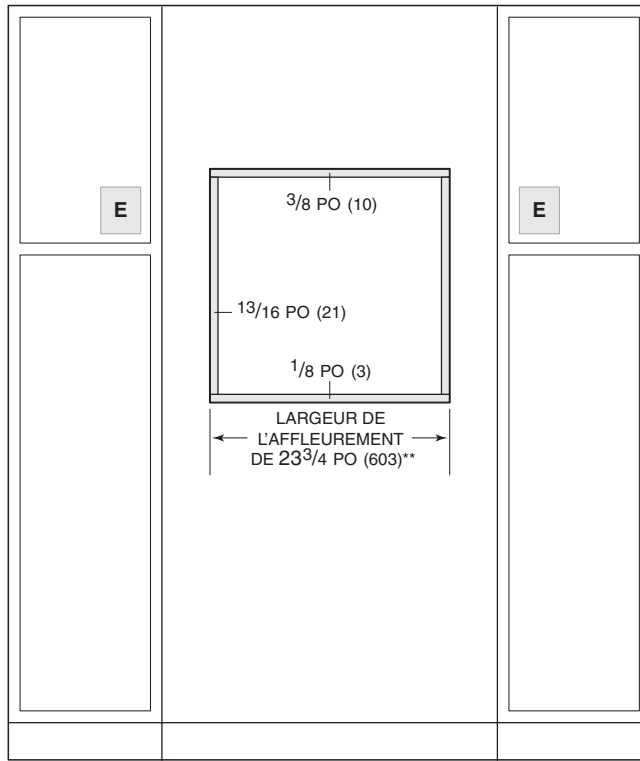 E
E
3/8 PO (10)
13/16 PO (21)
1/8 PO (3)
LARGEUR DE
L'AFFLEUREMENT
DE 23 3/4 PO (603)**